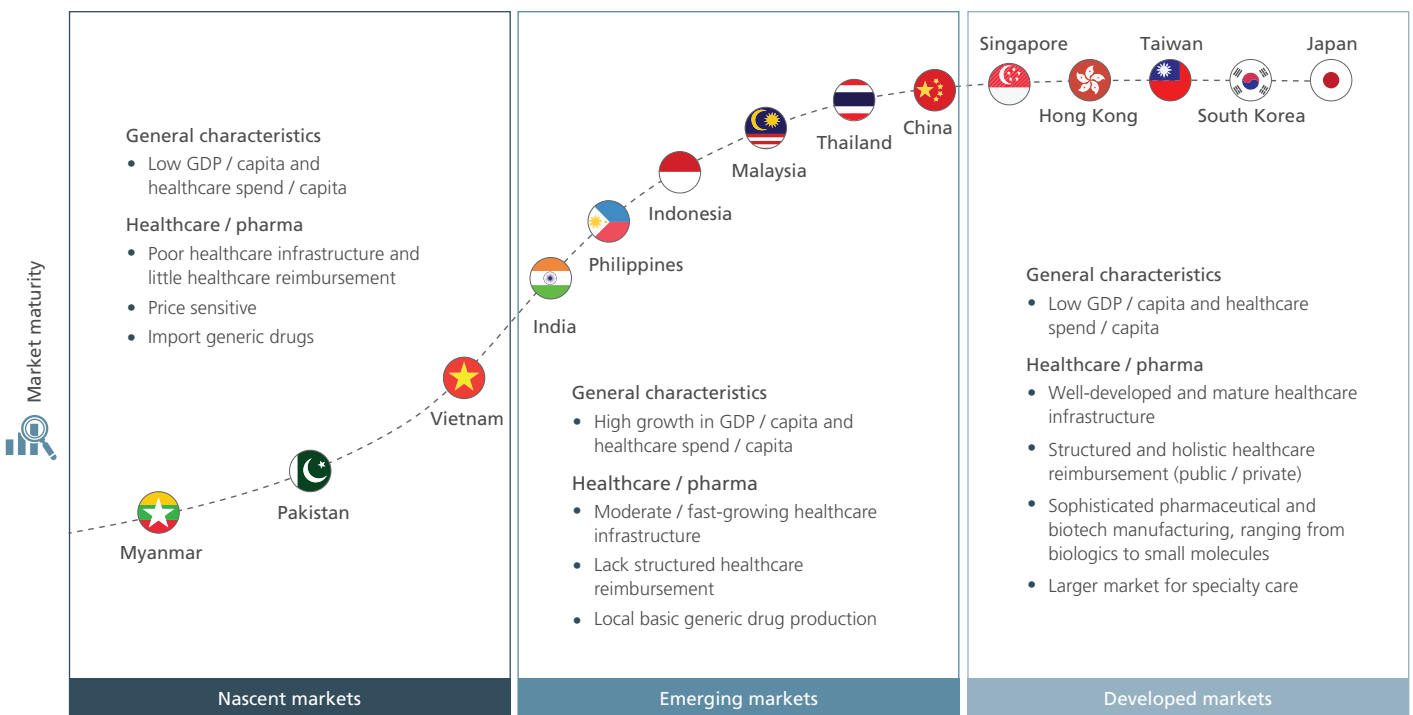 Market maturity
General characteristics
• Low GDP / capita and
healthcare spend / capita
Healthcare / pharma
• Poor healthcare infrastructure and
little healthcare reimbursement
• Price sensitive
• Import generic drugs
Myanmar
Pakistan
Vietnam
Nascent markets
India
Philippines
Indonesia
Malaysia
Thailand
China
General characteristics
• High growth in GDP / capita and
healthcare spend / capita
Healthcare / pharma
• Moderate / fast-growing healthcare
infrastructure
• Lack structured healthcare
reimbursement
• Local basic generic drug production
Emerging markets
Singapore
Hong Kong
Taiwan
South Korea
Japan
General characteristics
• Low GDP / capita and healthcare
spend / capita
Healthcare / pharma
• Well-developed and mature healthcare
infrastructure
• Structured and holistic healthcare
reimbursement (public / private)
• Sophisticated pharmaceutical and
biotech manufacturing, ranging from
biologics to small molecules
• Larger market for specialty care
Developed markets